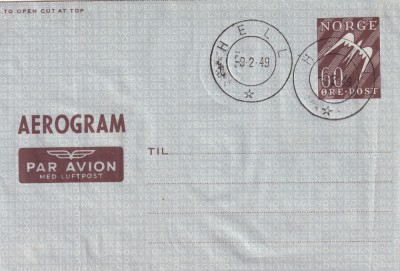 TO OPEN CUT AT TOP
HELL
-9-2-49
H
NORGE
60
ØRE·POST
AEROGRAM
PAR AVION
MED LUFTPOST
TIL